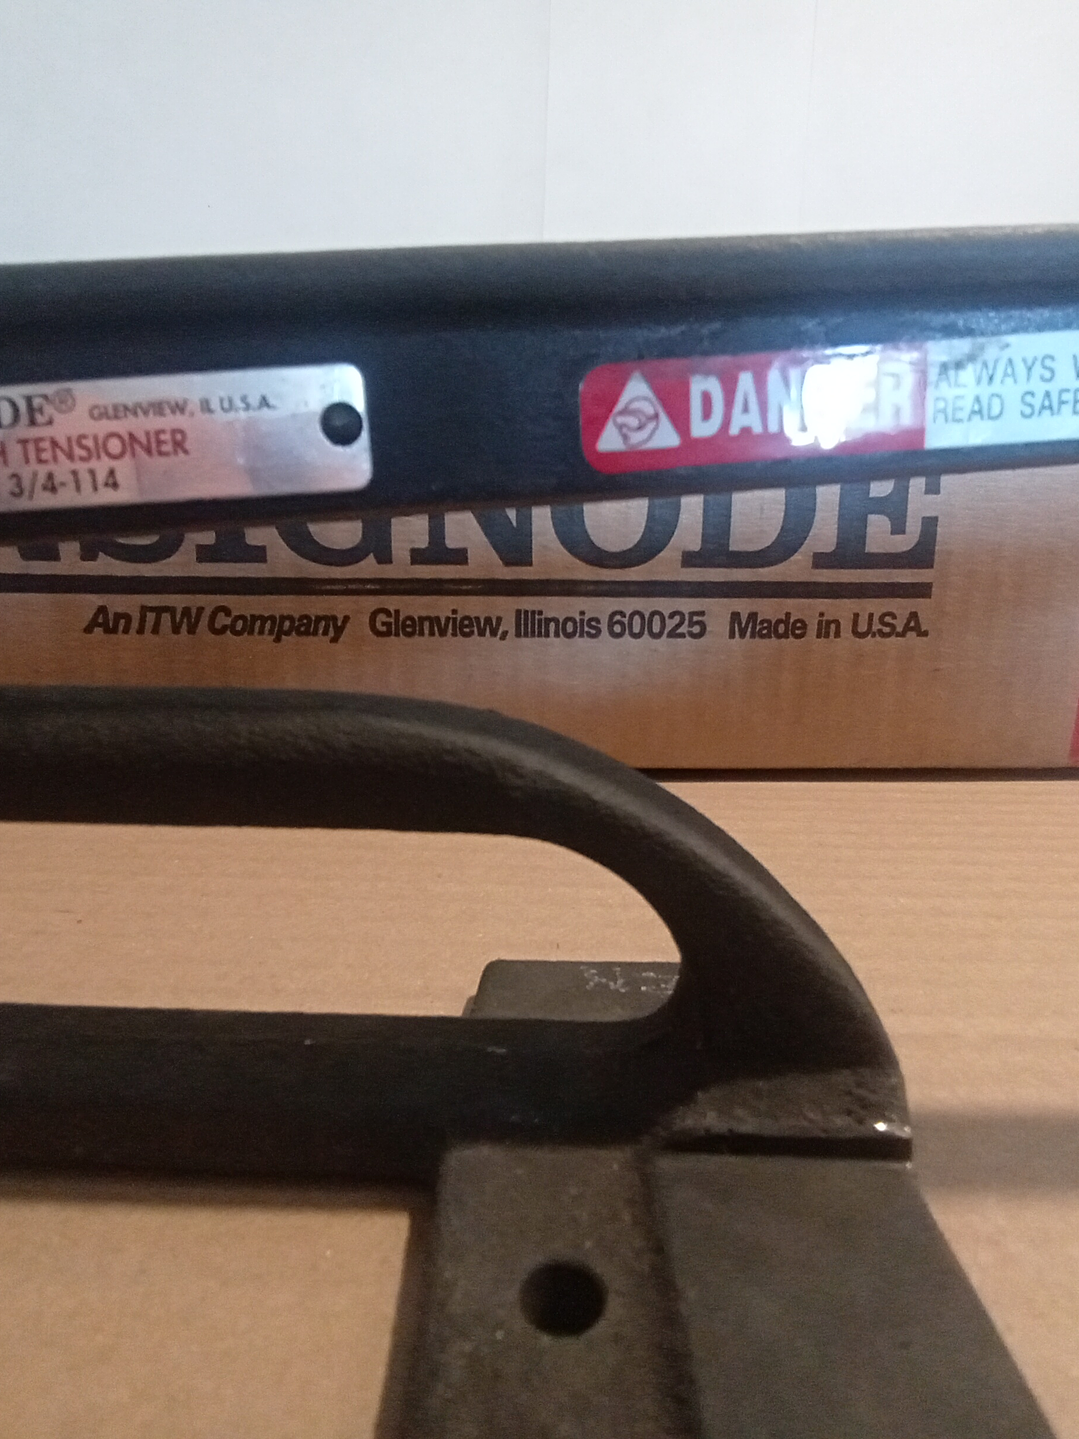 DE® GLENVIEW, IL U.S.A.
H TENSIONER
3/4-114
DANGER
ALWAYS W
READ SAFE
NSIGNODE
An ITW Company Glenview, Illinois 60025 Made in U.S.A.